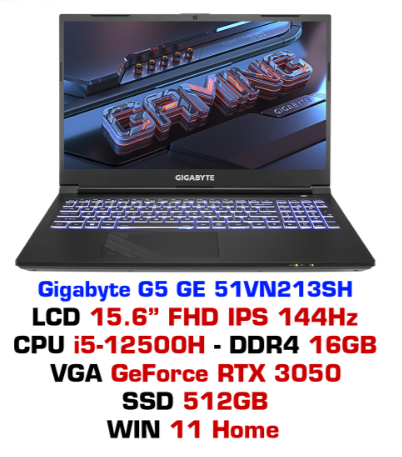 GAMING
GIGABYTE
GIGABYTE
Gigabyte G5 GE 51VN213SH
LCD 15.6” FHD IPS 144Hz
CPU i5-12500H - DDR4 16GB
VGA GeForce RTX 3050
SSD 512GB
WIN 11 Home